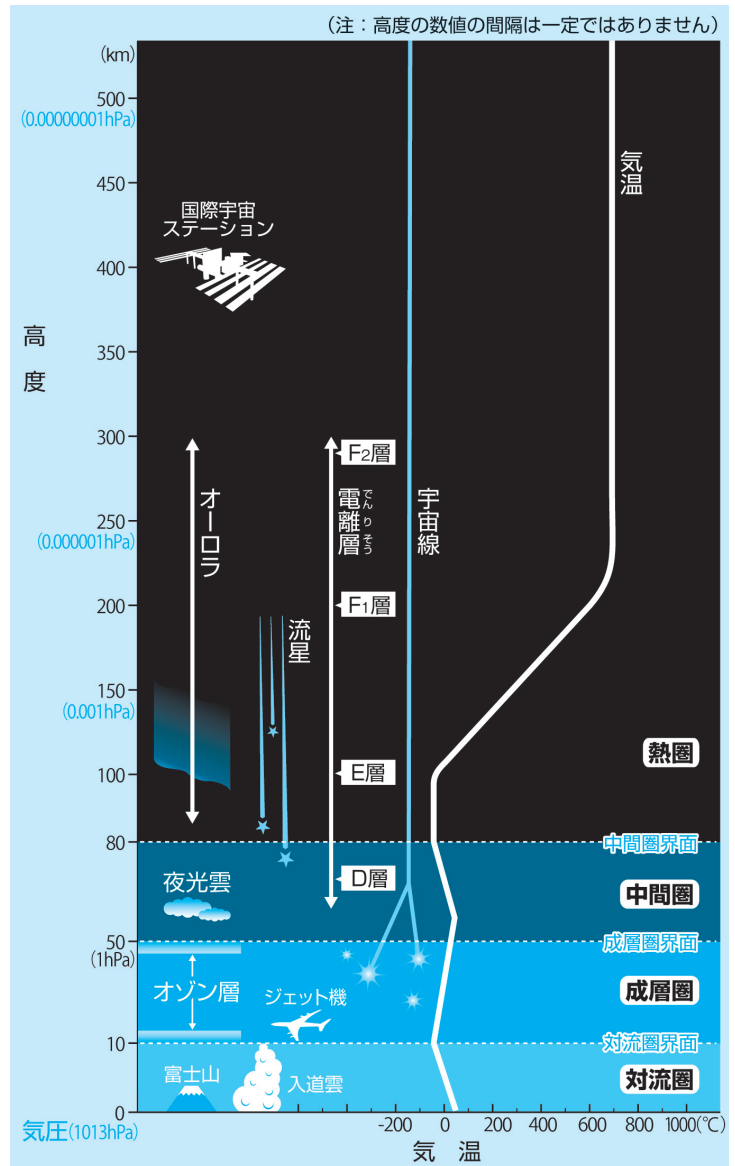 （注：高度の数値の間隔は一定ではありません）
(km)
500
(0.00000001hPa)
450
気温
国際宇宙
ステーション
400
高度
350
300
F2層
オーロラ
電離層
でんりそう
宇宙線
250
(0.000001hPa)
200
F1層
流星
150
(0.001hPa)
熱圏
100
E層
80
中間圏界面
夜光雲
D層
中間圏
50
(1hPa)
成層圏界面
オゾン層
ジェット機
成層圏
10
対流圏界面
富士山
入道雲
対流圏
0
気圧(1013hPa)
-200 0 200 400 600 800 1000(℃)
気　温